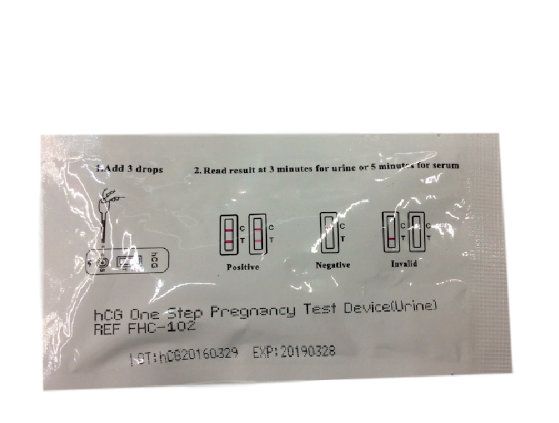 1.Add 3 drops
2. Read result at 3 minutes for urine or 5 minutes for serum
C
T
C
T
C
T
C
T
hCG
S
Positive
Negative
Invalid
hCG One Step Pregnancy Test Device(Urine)
REF FHC-102
LOT:hCG20160329 EXP:20190328